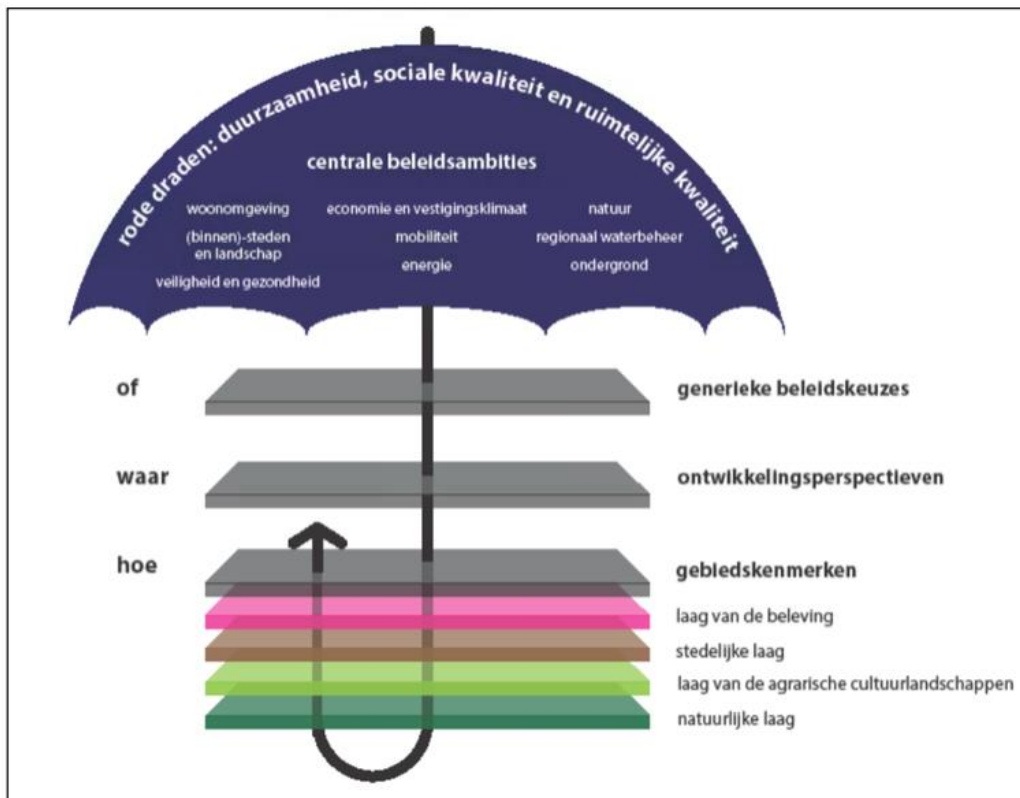 rode draden: duurzaamheid, sociale kwaliteit en ruimtelijke kwaliteit
centrale beleidsambities
woonomgeving
(binnen)-steden
en landschap
veiligheid en gezondheid
economie en vestigingsklimaat
mobiliteit
energie
natuur
regionaal waterbeheer
ondergrond
of
generieke beleidskeuzes
waar
ontwikkelingsperspectieven
hoe
gebiedskenmerken
laag van de beleving
stedelijke laag
laag van de agrarische cultuurlandschappen
natuurlijke laag